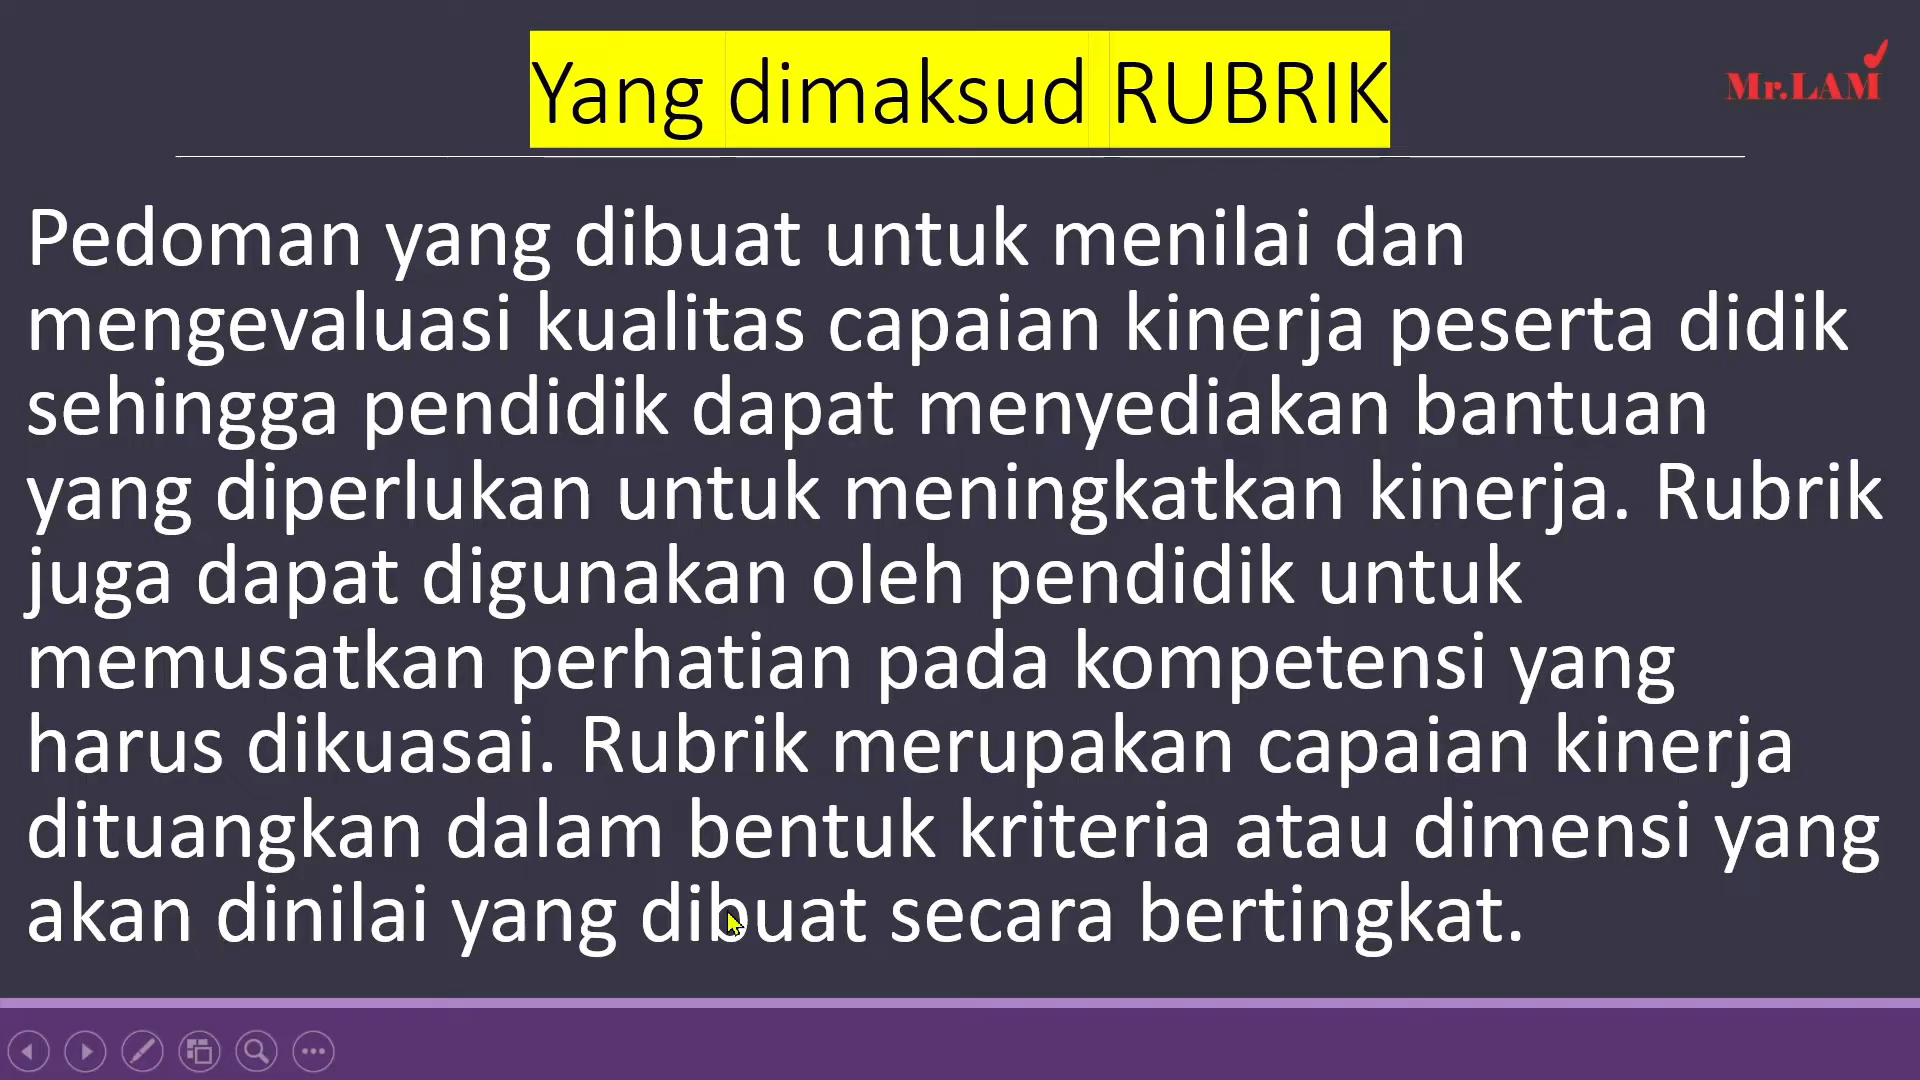 Yang dimaksud RUBRIK
Mr.LAM
Pedoman yang dibuat untuk menilai dan
mengevaluasi kualitas capaian kinerja peserta didik
sehingga pendidik dapat menyediakan bantuan
yang diperlukan untuk meningkatkan kinerja. Rubrik
juga dapat digunakan oleh pendidik untuk
memusatkan perhatian pada kompetensi yang
harus dikuasai. Rubrik merupakan capaian kinerja
dituangkan dalam bentuk kriteria atau dimensi yang
akan dinilai yang dibuat secara bertingkat.